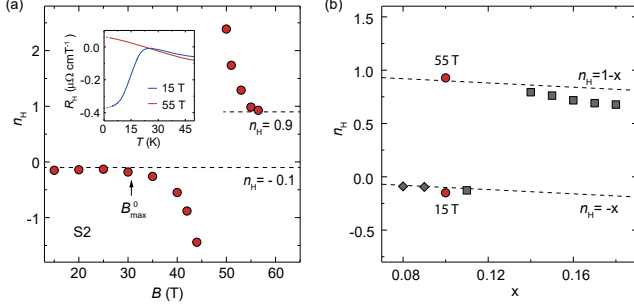 (a)
2
1
0
-1
n_H
20
30
40
50
60
B (T)
S2
B⁰max
n_H= - 0.1
n_H= 0.9
0.0
-0.2
-0.4
R_H (μΩ cmT⁻¹)
0
15
30
45
T (K)
15 T
55 T
(b)
1.5
1.0
0.5
0.0
-0.5
n_H
0.08
0.12
0.16
x
55 T
n_H=1-x
15 T
n_H= -x